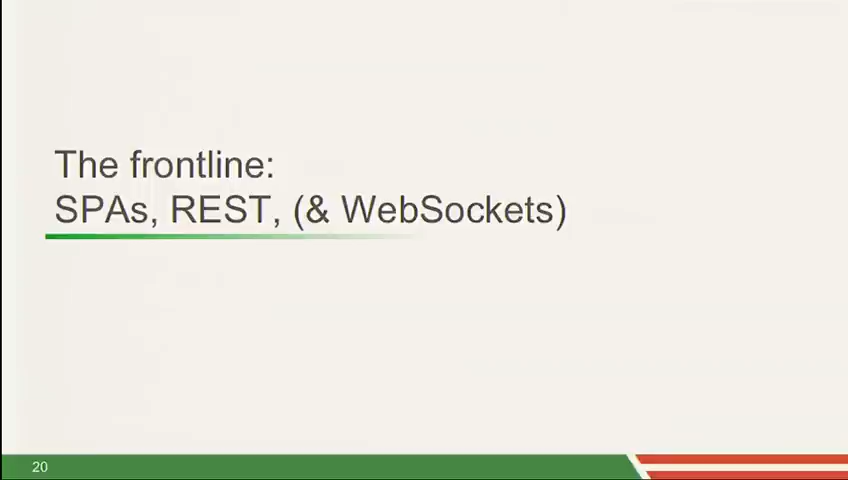 The frontline:
SPAs, REST, (& WebSockets)
20